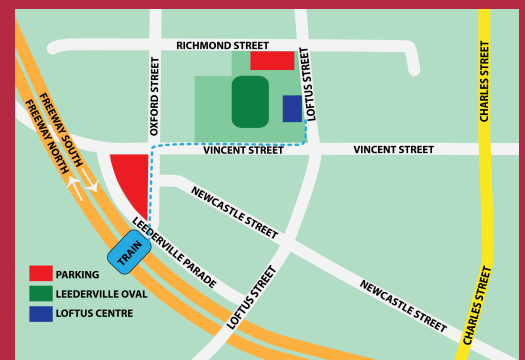 RICHMOND STREET
OXFORD STREET
LOFTUS STREET
CHARLES STREET
FREEWAY SOUTH
FREEWAY NORTH
VINCENT STREET
VINCENT STREET
NEWCASTLE STREET
LEEDERVILLE PARADE
TRAIN
LOFTUS STREET
NEWCASTLE STREET
CHARLES STREET
PARKING
LEEDERVILLE OVAL
LOFTUS CENTRE